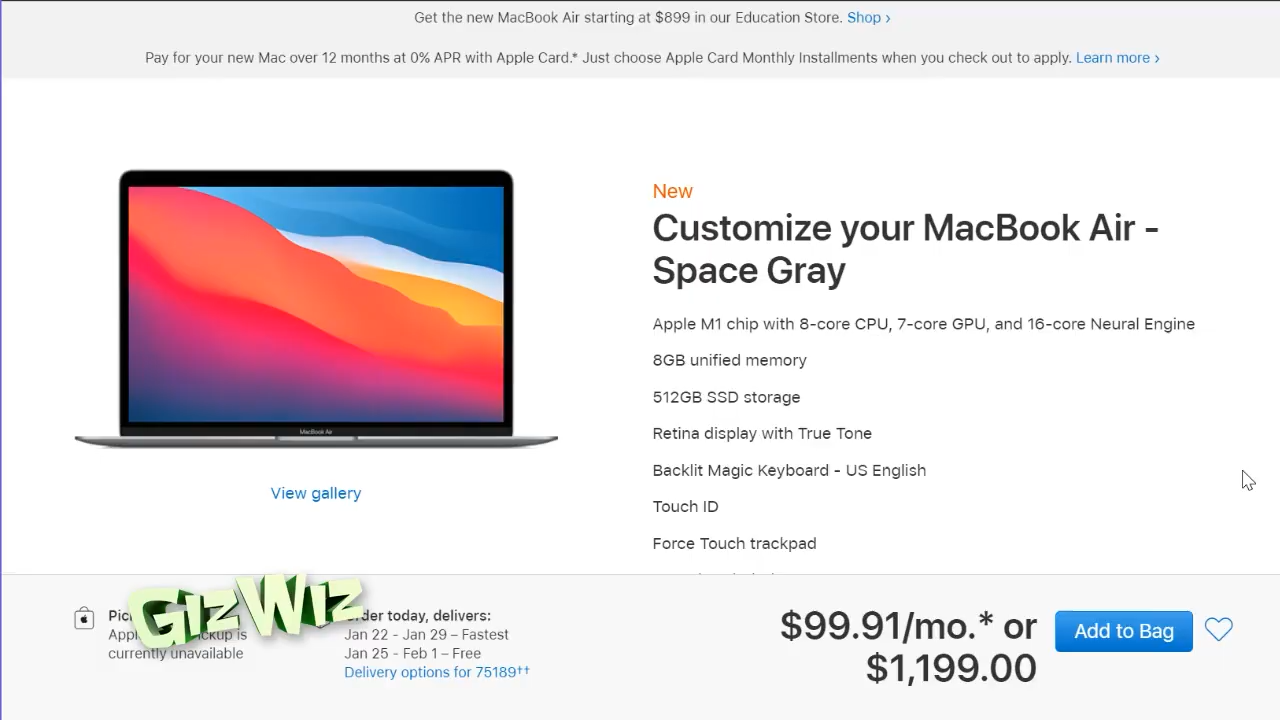 Get the new MacBook Air starting at $899 in our Education Store. Shop ›
Pay for your new Mac over 12 months at 0% APR with Apple Card.* Just choose Apple Card Monthly Installments when you check out to apply. Learn more ›
New
Customize your MacBook Air -
Space Gray
Apple M1 chip with 8-core CPU, 7-core GPU, and 16-core Neural Engine
8GB unified memory
512GB SSD storage
Retina display with True Tone
Backlit Magic Keyboard - US English
Touch ID
Force Touch trackpad
MacBook Air
View gallery
GizWiz
currently unavailable
today, delivers:
Jan 22 - Jan 29 – Fastest
Jan 25 - Feb 1 – Free
Delivery options for 75189††
$99.91/mo.* or
$1,199.00
Add to Bag